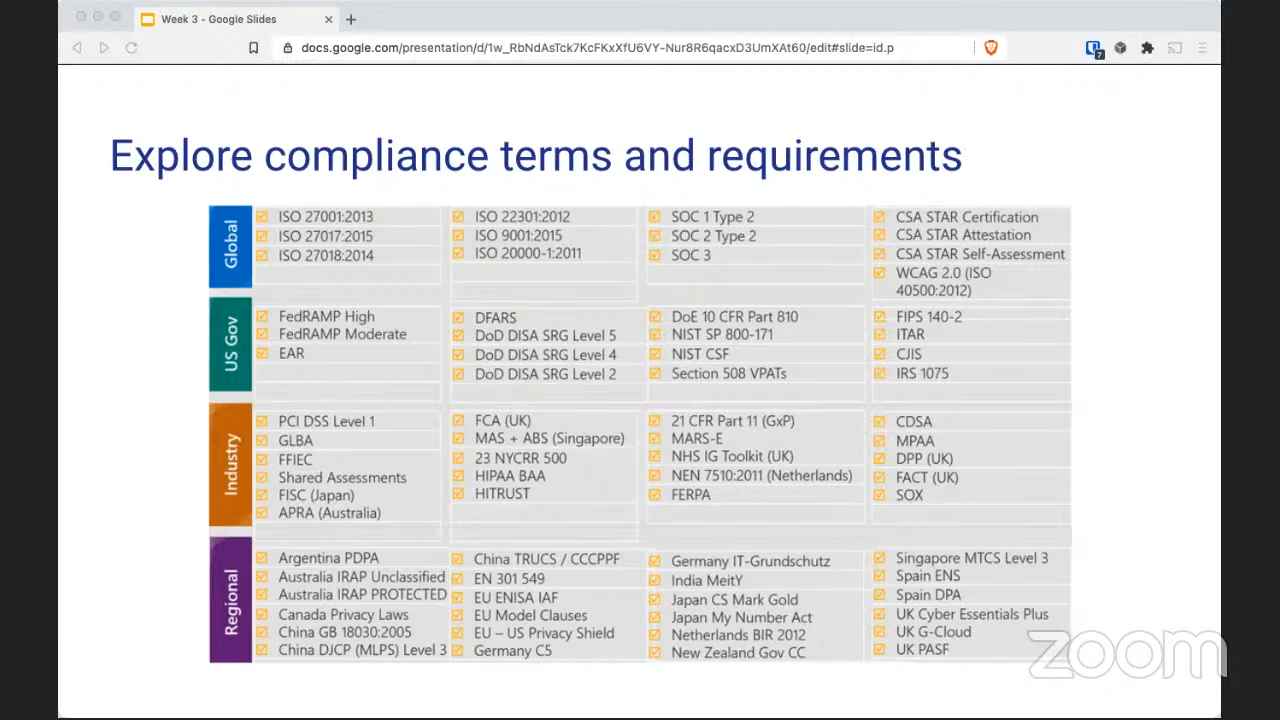 Week 3 - Google Slides
docs.google.com/presentation/d/1w_RbNdAsTck7KcFKxXfU6VY-Nur8R6qacxD3UmXAt60/edit#slide=id.p
7
Explore compliance terms and requirements
Global
ISO 27001:2013
ISO 27017:2015
ISO 27018:2014
ISO 22301:2012
ISO 9001:2015
ISO 20000-1:2011
SOC 1 Type 2
SOC 2 Type 2
SOC 3
CSA STAR Certification
CSA STAR Attestation
CSA STAR Self-Assessment
WCAG 2.0 (ISO
40500:2012)
US Gov
FedRAMP High
FedRAMP Moderate
EAR
DFARS
DoD DISA SRG Level 5
DoD DISA SRG Level 4
DoD DISA SRG Level 2
DoE 10 CFR Part 810
NIST SP 800-171
NIST CSF
Section 508 VPATs
FIPS 140-2
ITAR
CJIS
IRS 1075
Industry
PCI DSS Level 1
GLBA
FFIEC
Shared Assessments
FISC (Japan)
APRA (Australia)
FCA (UK)
MAS + ABS (Singapore)
23 NYCRR 500
HIPAA BAA
HITRUST
21 CFR Part 11 (GxP)
MARS-E
NHS IG Toolkit (UK)
NEN 7510:2011 (Netherlands)
FERPA
CDSA
MPAA
DPP (UK)
FACT (UK)
SOX
Regional
Argentina PDPA
Australia IRAP Unclassified
Australia IRAP PROTECTED
Canada Privacy Laws
China GB 18030:2005
China DJCP (MLPS) Level 3
China TRUCS / CCCPPF
EN 301 549
EU ENISA IAF
EU Model Clauses
EU – US Privacy Shield
Germany C5
Germany IT-Grundschutz
India MeitY
Japan CS Mark Gold
Japan My Number Act
Netherlands BIR 2012
New Zealand Gov CC
Singapore MTCS Level 3
Spain ENS
Spain DPA
UK Cyber Essentials Plus
UK G-Cloud
UK PASF
zoom